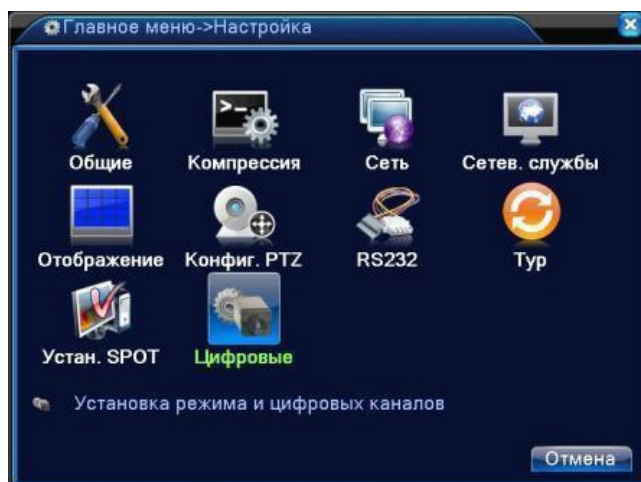 Главное меню->Настройка
Общие Компрессия Сеть Сетев. службы
Отображение Конфиг. PTZ RS232 Тур
Устан. SPOT Цифровые
Установка режима и цифровых каналов
Отмена